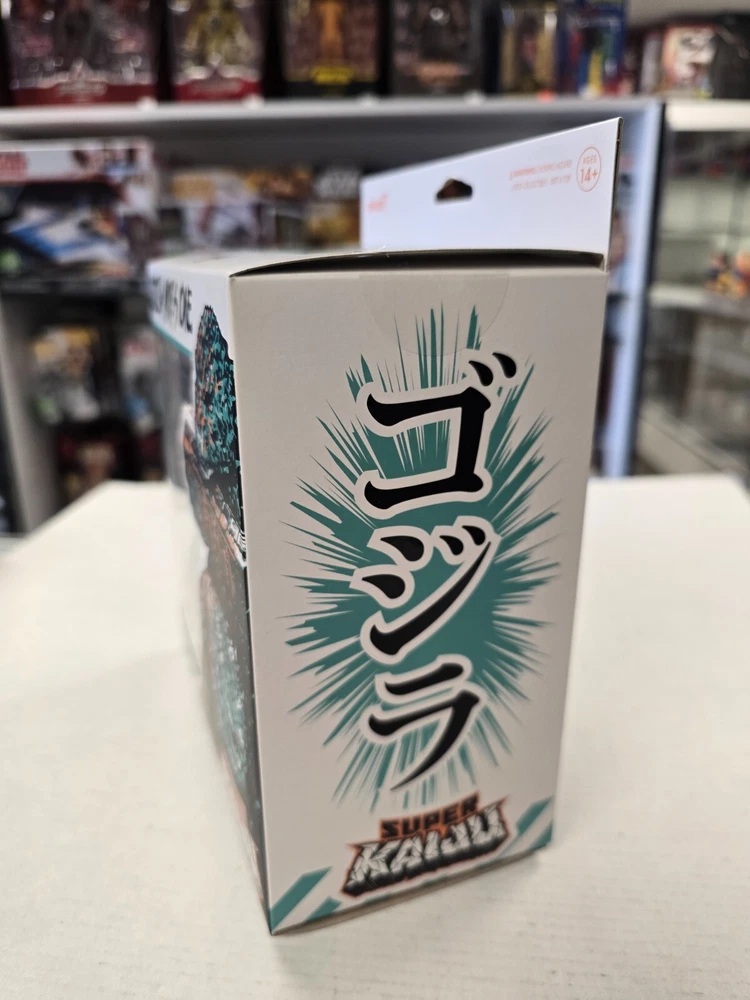 AGES
14+
ゴジラ
SUPER
KAIJU